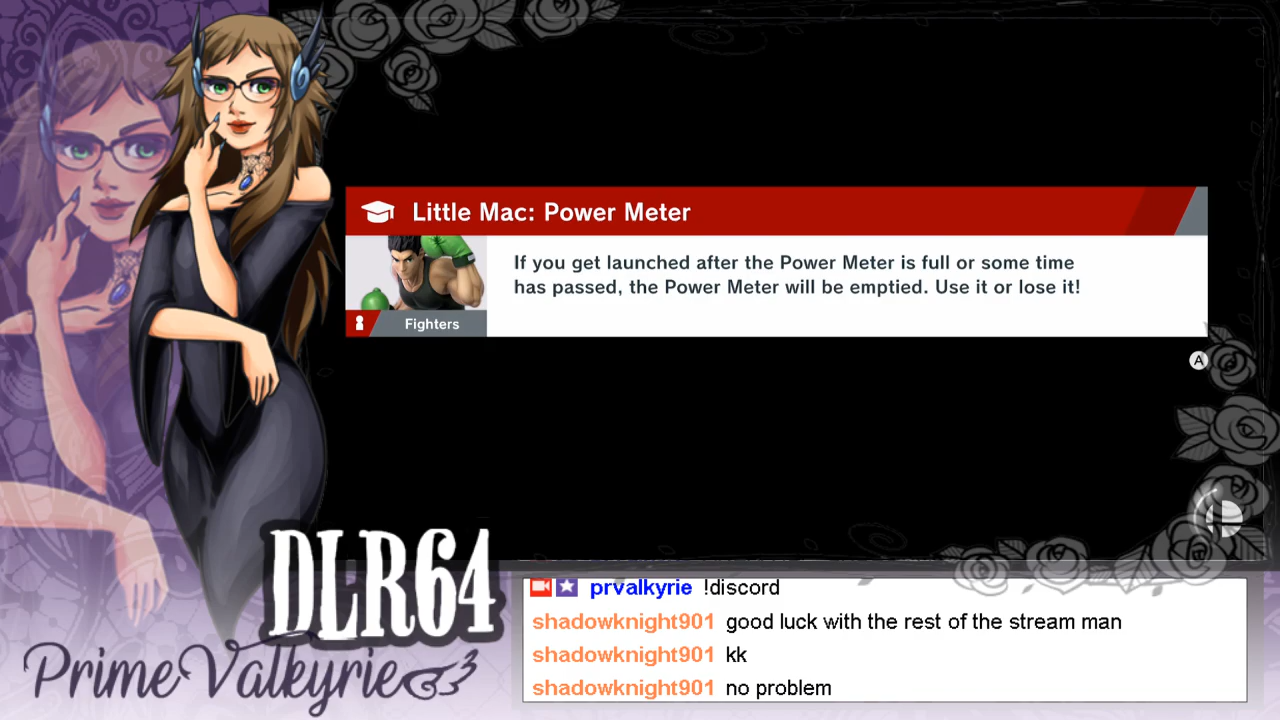 Little Mac: Power Meter
If you get launched after the Power Meter is full or some time
has passed, the Power Meter will be emptied. Use it or lose it!
Fighters
A
DLR64
PrimeValkyrie
prvalkyrie !discord
shadowknight901 good luck with the rest of the stream man
shadowknight901 kk
shadowknight901 no problem